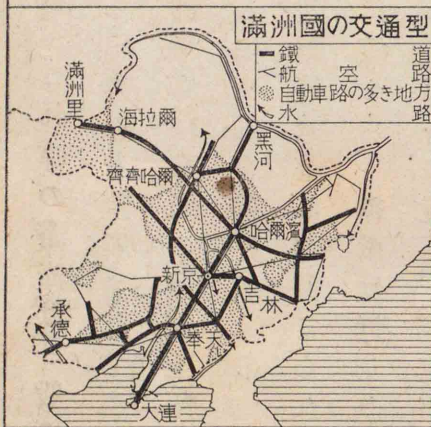 滿洲國の交通型
鐵道
航空路
自動車路の多き地方
水路
滿洲里
海拉爾
黑河
齊齊哈爾
哈爾濱
新京
吉林
承德
奉天
大連